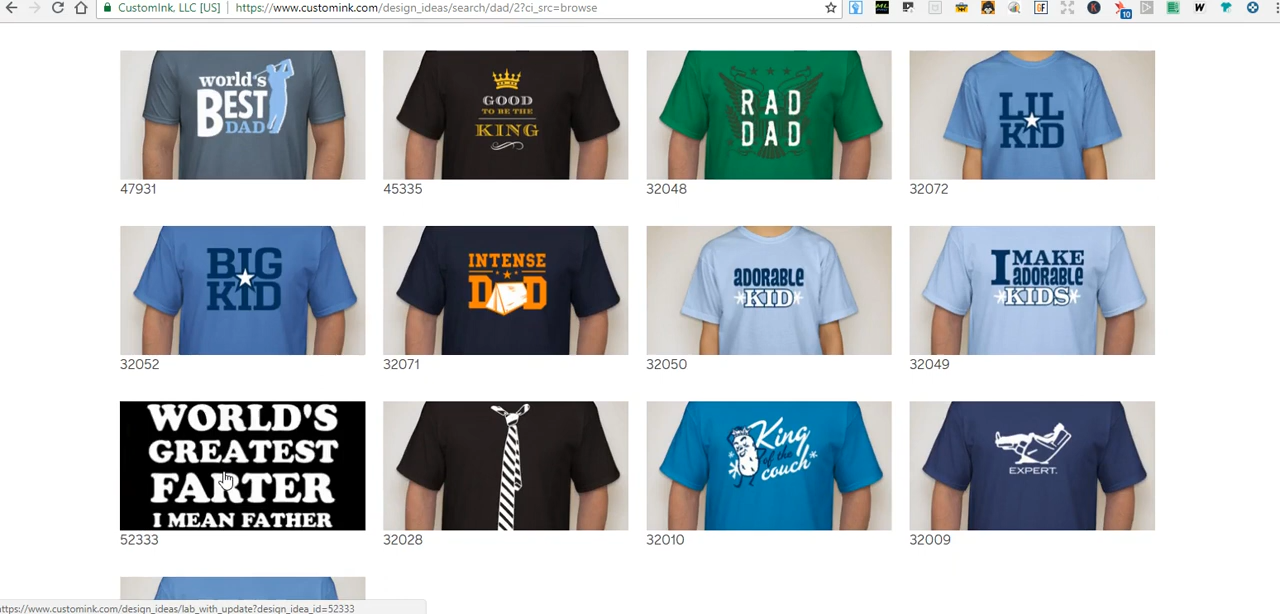 CustomInk, LLC [US]
https://www.customink.com/design_ideas/search/dad/2?ci_src=browse
10
world's
BEST
DAD
47931
GOOD
TO BE THE
KING
45335
RAD
DAD
32048
LIL
KID
32072
BIG
KID
32052
INTENSE
DAD
32071
ADORABLE
KID
32050
I MAKE
ADORABLE
KIDS
32049
WORLD'S
GREATEST
FARTER
I MEAN FATHER
52333
32028
King
of the
couch
32010
EXPERT.
32009
https://www.customink.com/design_ideas/lab_with_update?design_idea_id=52333